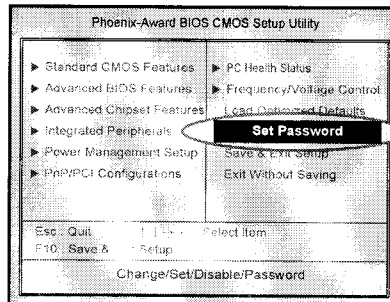 Phoenix-Award BIOS CMOS Setup Utility
▶ Standard CMOS Features
▶ Advanced BIOS Features
▶ Advanced Chipset Features
▶ Integrated Peripherals
▶ Power Management Setup
▶ PnP/PCI Configurations
▶ PC Health Status
▶ Frequency/Voltage Control
Load Optimized Defaults
Set Password
Save & Exit Setup
Exit Without Saving
Esc : Quit
Select Item
F10 : Save & Setup
Change/Set/Disable/Password